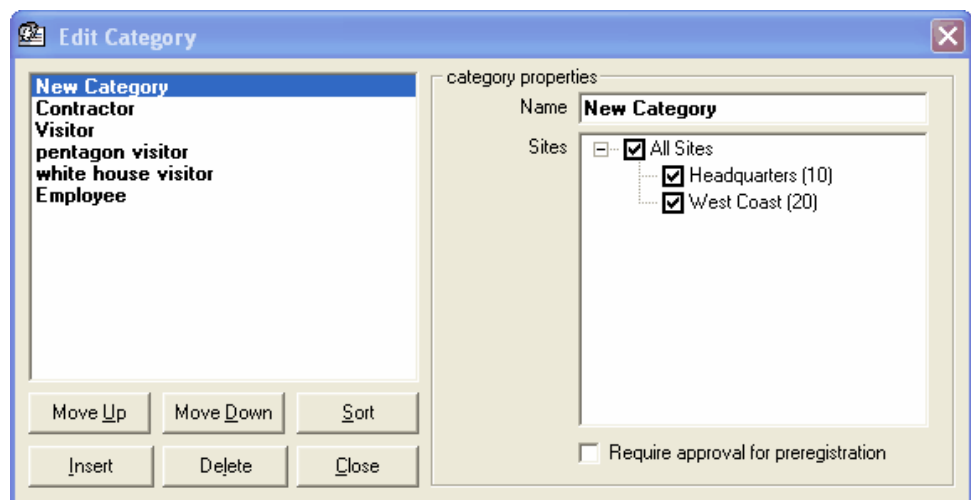 Edit Category
New Category
Contractor
Visitor
pentagon visitor
white house visitor
Employee
Move Up
Move Down
Sort
Insert
Delete
Close
category properties
Name New Category
Sites
All Sites
Headquarters (10)
West Coast (20)
Require approval for preregistration